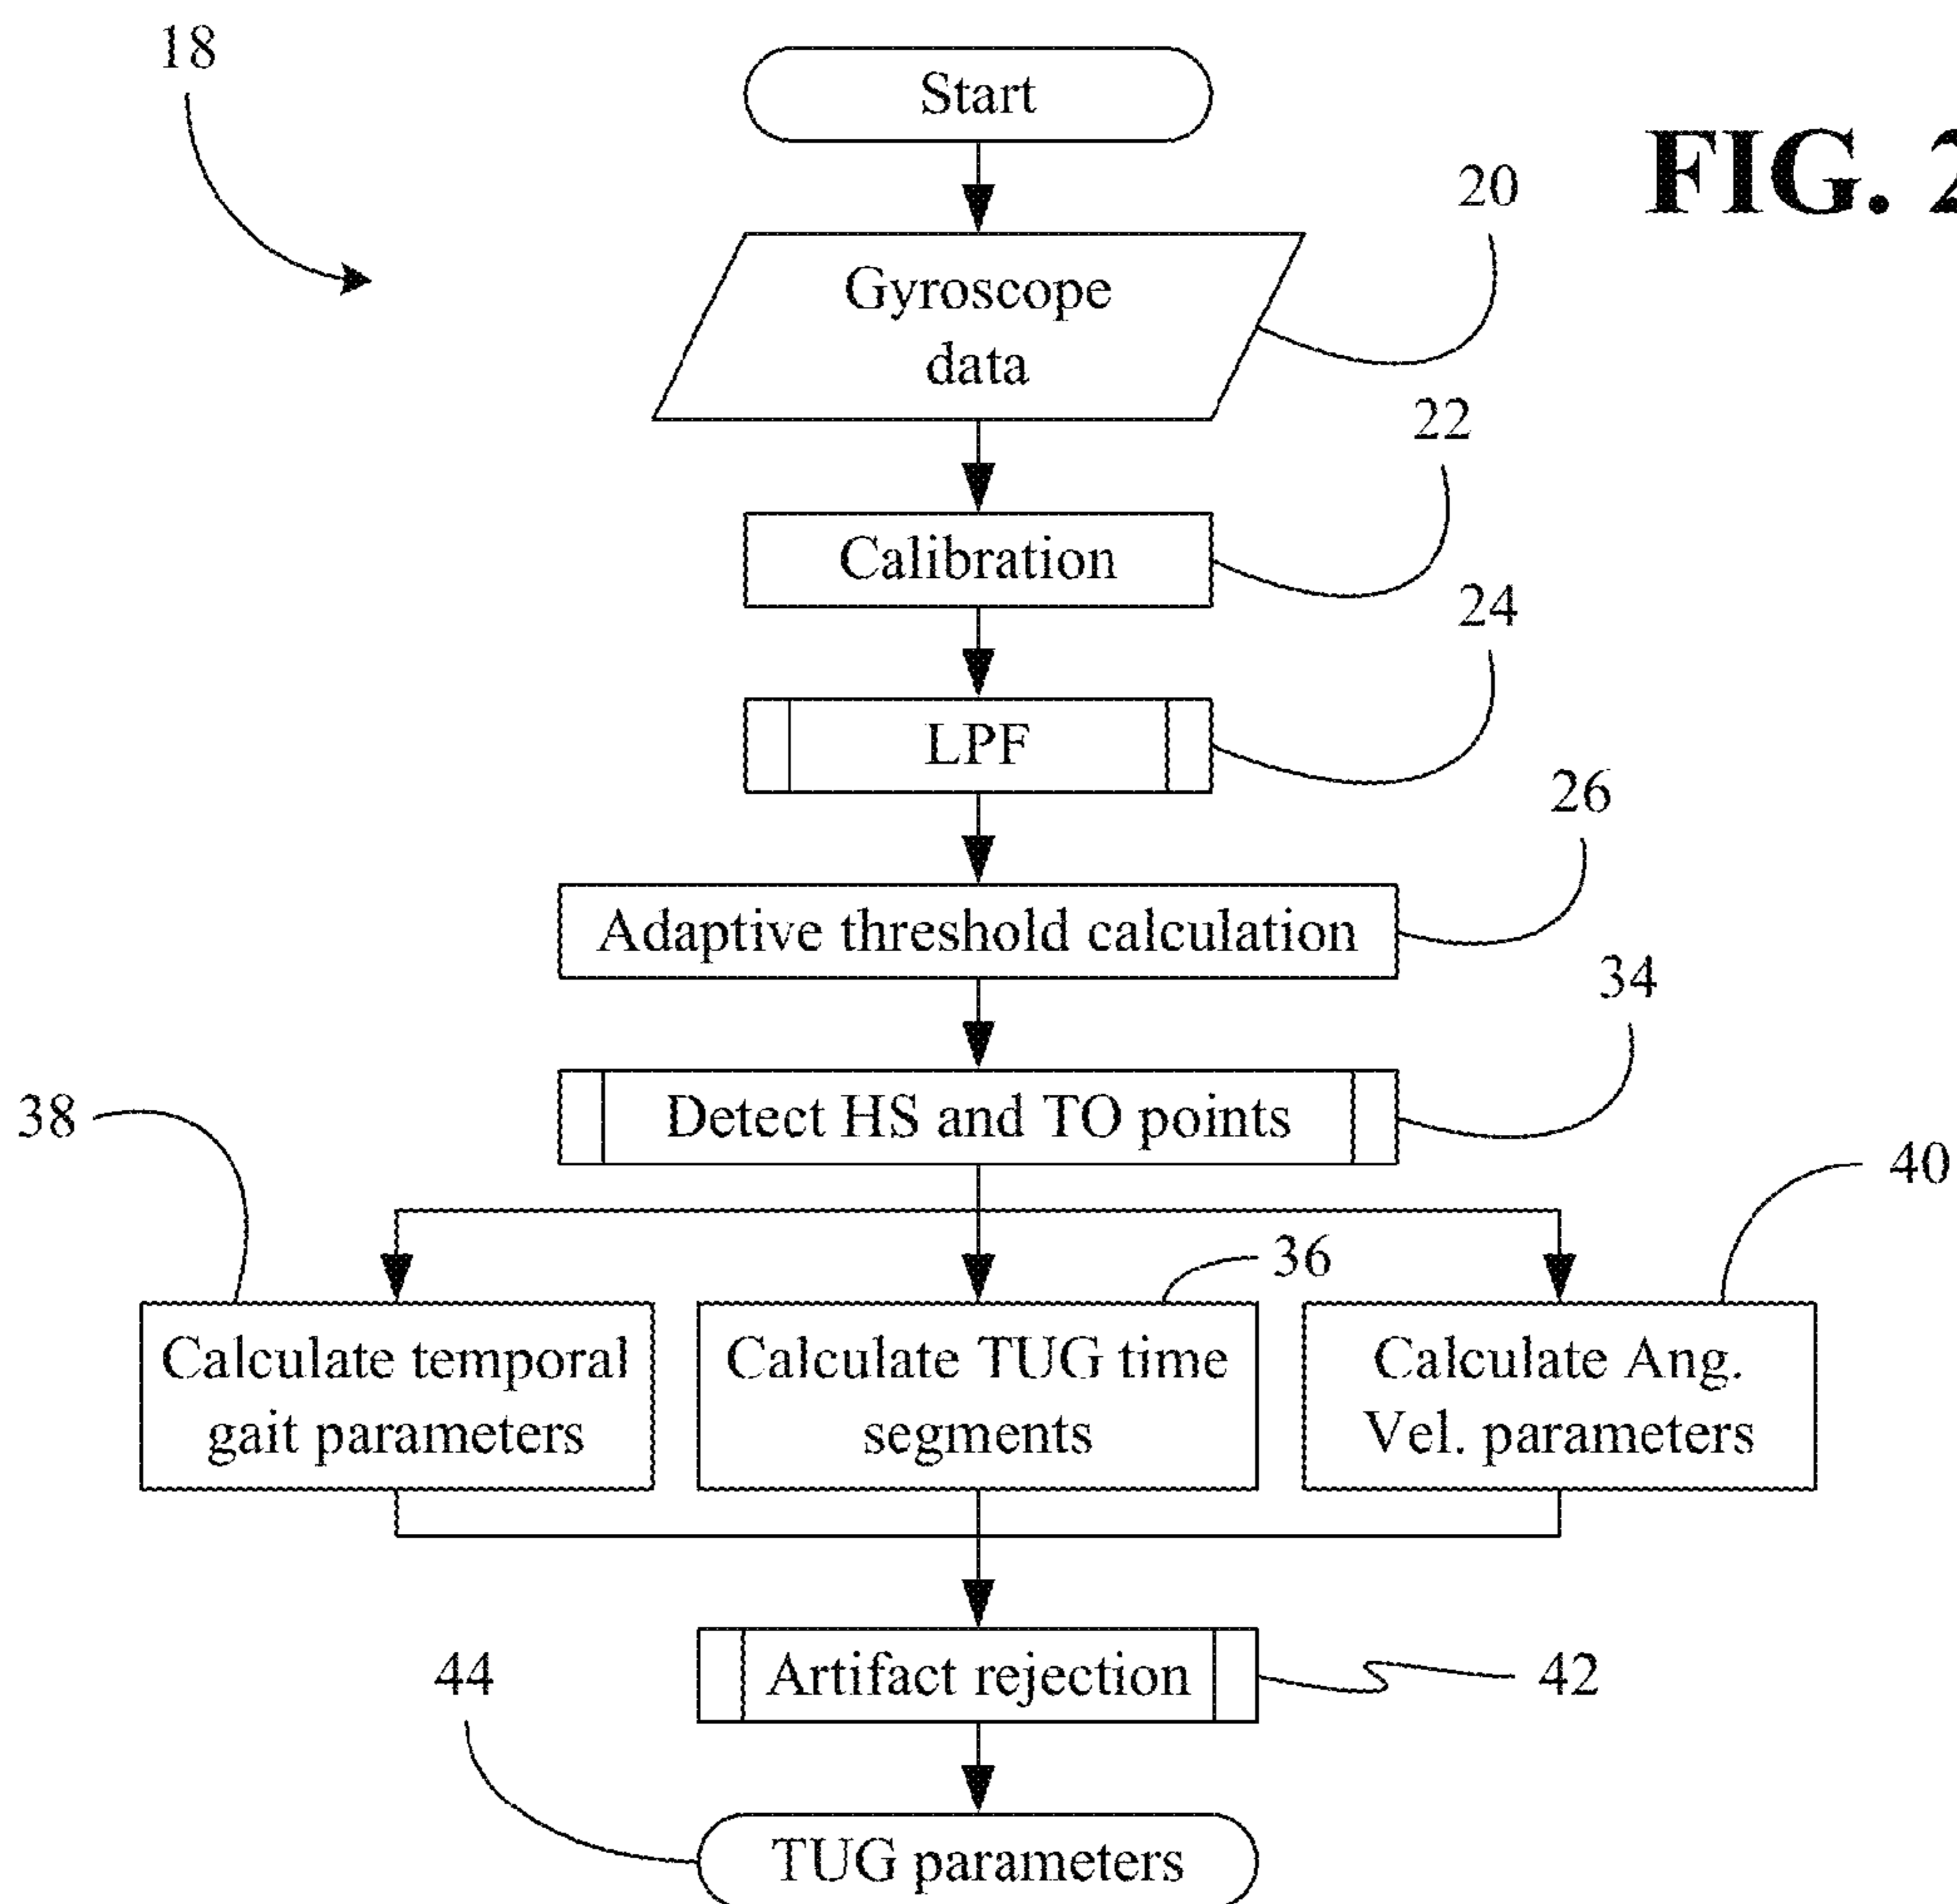 18
Start
FIG. 2
20
Gyroscope
data
22
Calibration
24
LPF
26
Adaptive threshold calculation
34
Detect HS and TO points
38
40
36
Calculate temporal
gait parameters
Calculate TUG time
segments
Calculate Ang.
Vel. parameters
Artifact rejection
42
44
TUG parameters